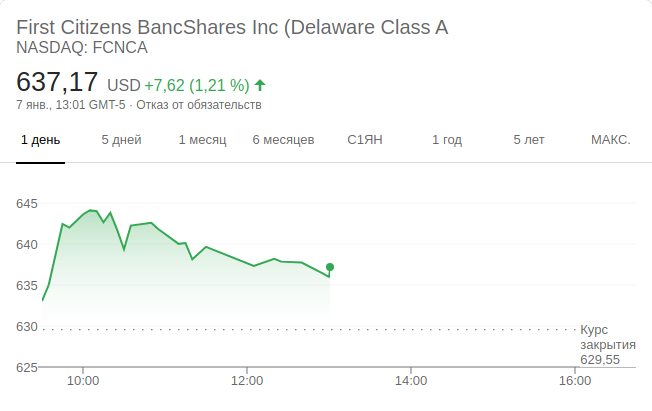 First Citizens BancShares Inc (Delaware Class A
NASDAQ: FCNCA
637,17 USD +7,62 (1,21 %)
7 янв., 13:01 GMT-5 · Отказ от обязательств
1 день 5 дней 1 месяц 6 месяцев С1ЯН 1 год 5 лет МАКС.
645
640
635
630
Курс
закрытия
629,55
625
10:00 12:00 14:00 16:00